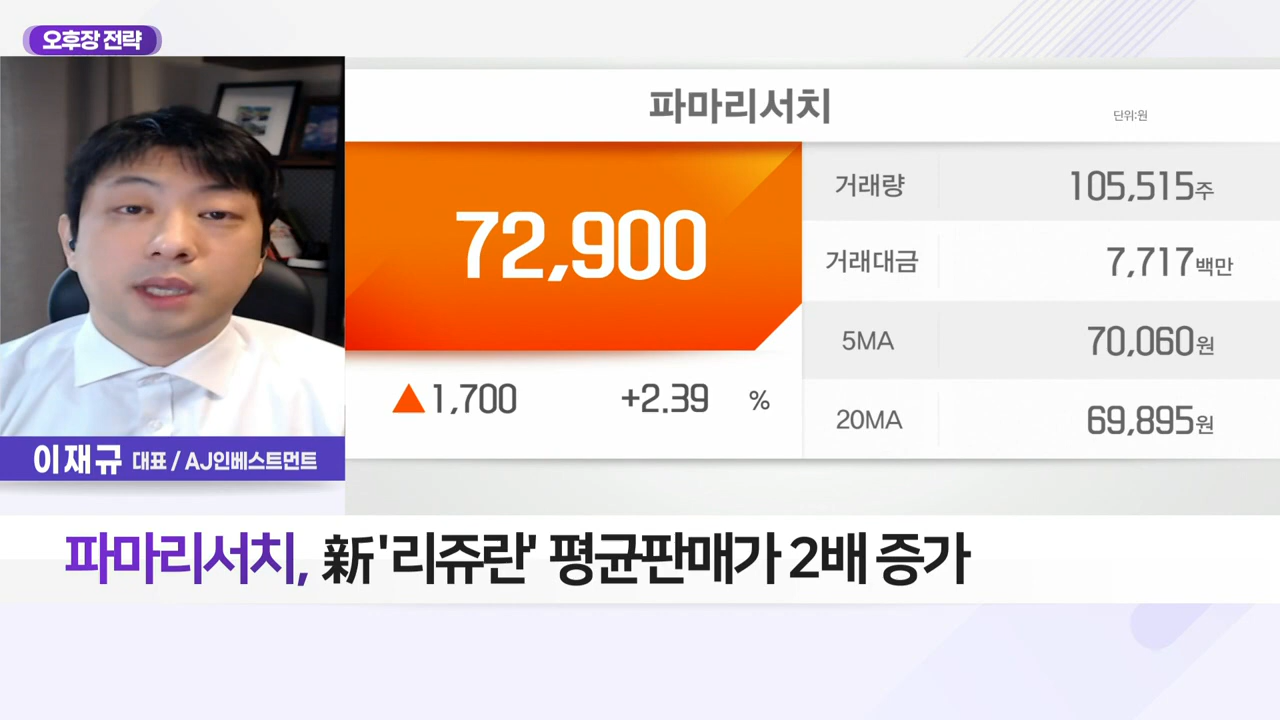 오후장 전략
파마리서치
단위:원
72,900
▲1,700 +2.39 %
거래량 105,515주
거래대금 7,717백만
5MA 70,060원
20MA 69,895원
이재규 대표 / AJ인베스트먼트
파마리서치, 新 '리쥬란' 평균판매가 2배 증가